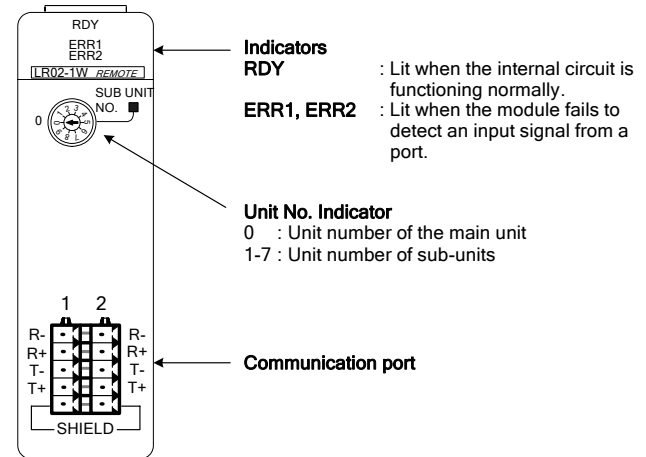 RDY
ERR1
ERR2
LR02-1W REMOTE
SUB UNIT
NO.
0
Indicators
RDY : Lit when the internal circuit is
functioning normally.
ERR1, ERR2 : Lit when the module fails to
detect an input signal from a
port.
Unit No. Indicator
0 : Unit number of the main unit
1-7 : Unit number of sub-units
1 2
R- R-
R+ R+
T- T-
T+ T+
SHIELD
Communication port